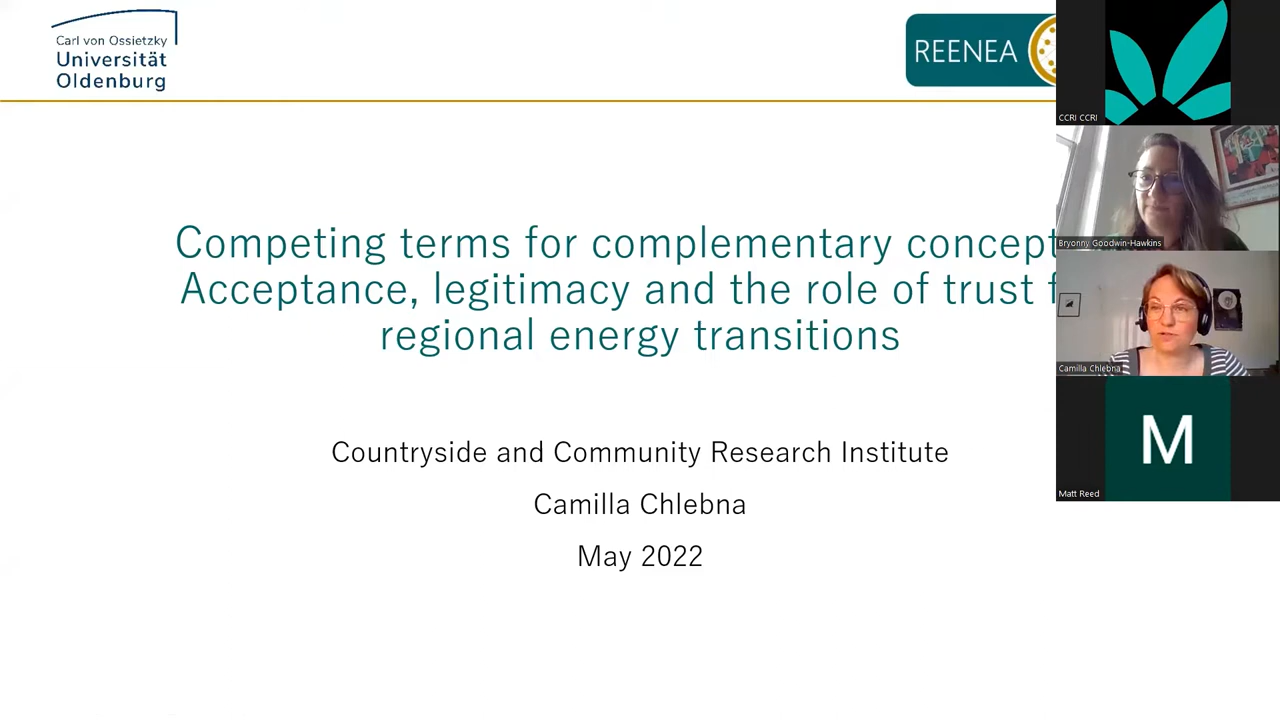 Carl von Ossietzky
Universität
Oldenburg
REENEA
Competing terms for complementary concept
Acceptance, legitimacy and the role of trust f
regional energy transitions
Countryside and Community Research Institute
Camilla Chlebna
May 2022
CCRI CCRI
Bryonny Goodwin-Hawkins
Camilla Chlebna
M
Matt Reed